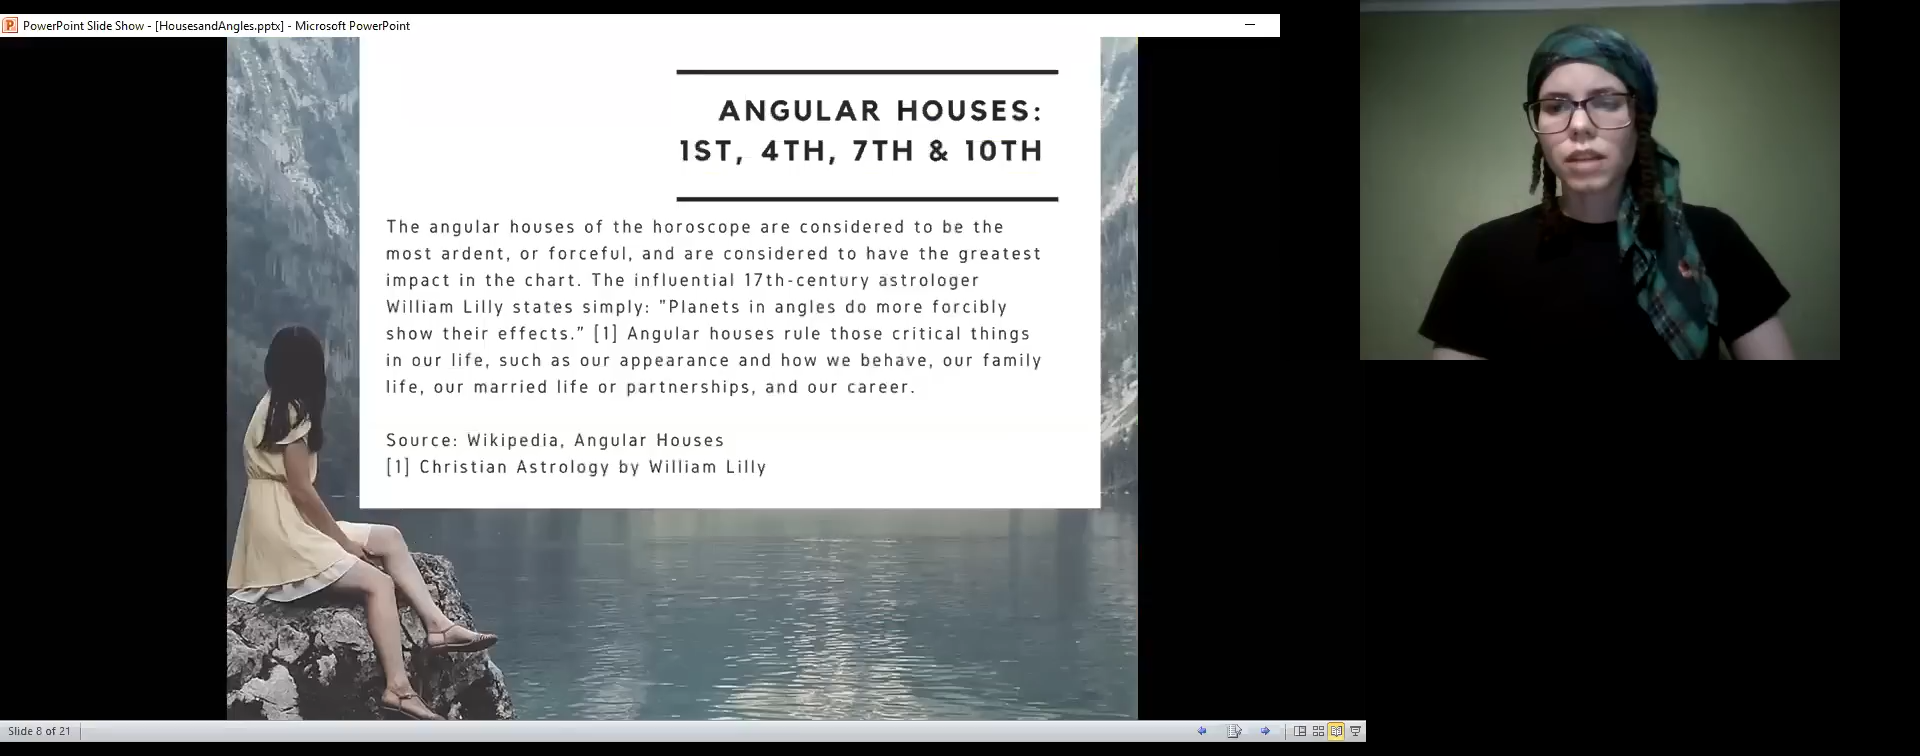 PowerPoint Slide Show - [HousesandAngles.pptx] - Microsoft PowerPoint
ANGULAR HOUSES:
1ST, 4TH, 7TH & 10TH
The angular houses of the horoscope are considered to be the
most ardent, or forceful, and are considered to have the greatest
impact in the chart. The influential 17th-century astrologer
William Lilly states simply: "Planets in angles do more forcibly
show their effects." [1] Angular houses rule those critical things
in our life, such as our appearance and how we behave, our family
life, our married life or partnerships, and our career.
Source: Wikipedia, Angular Houses
[1] Christian Astrology by William Lilly
Slide 8 of 21